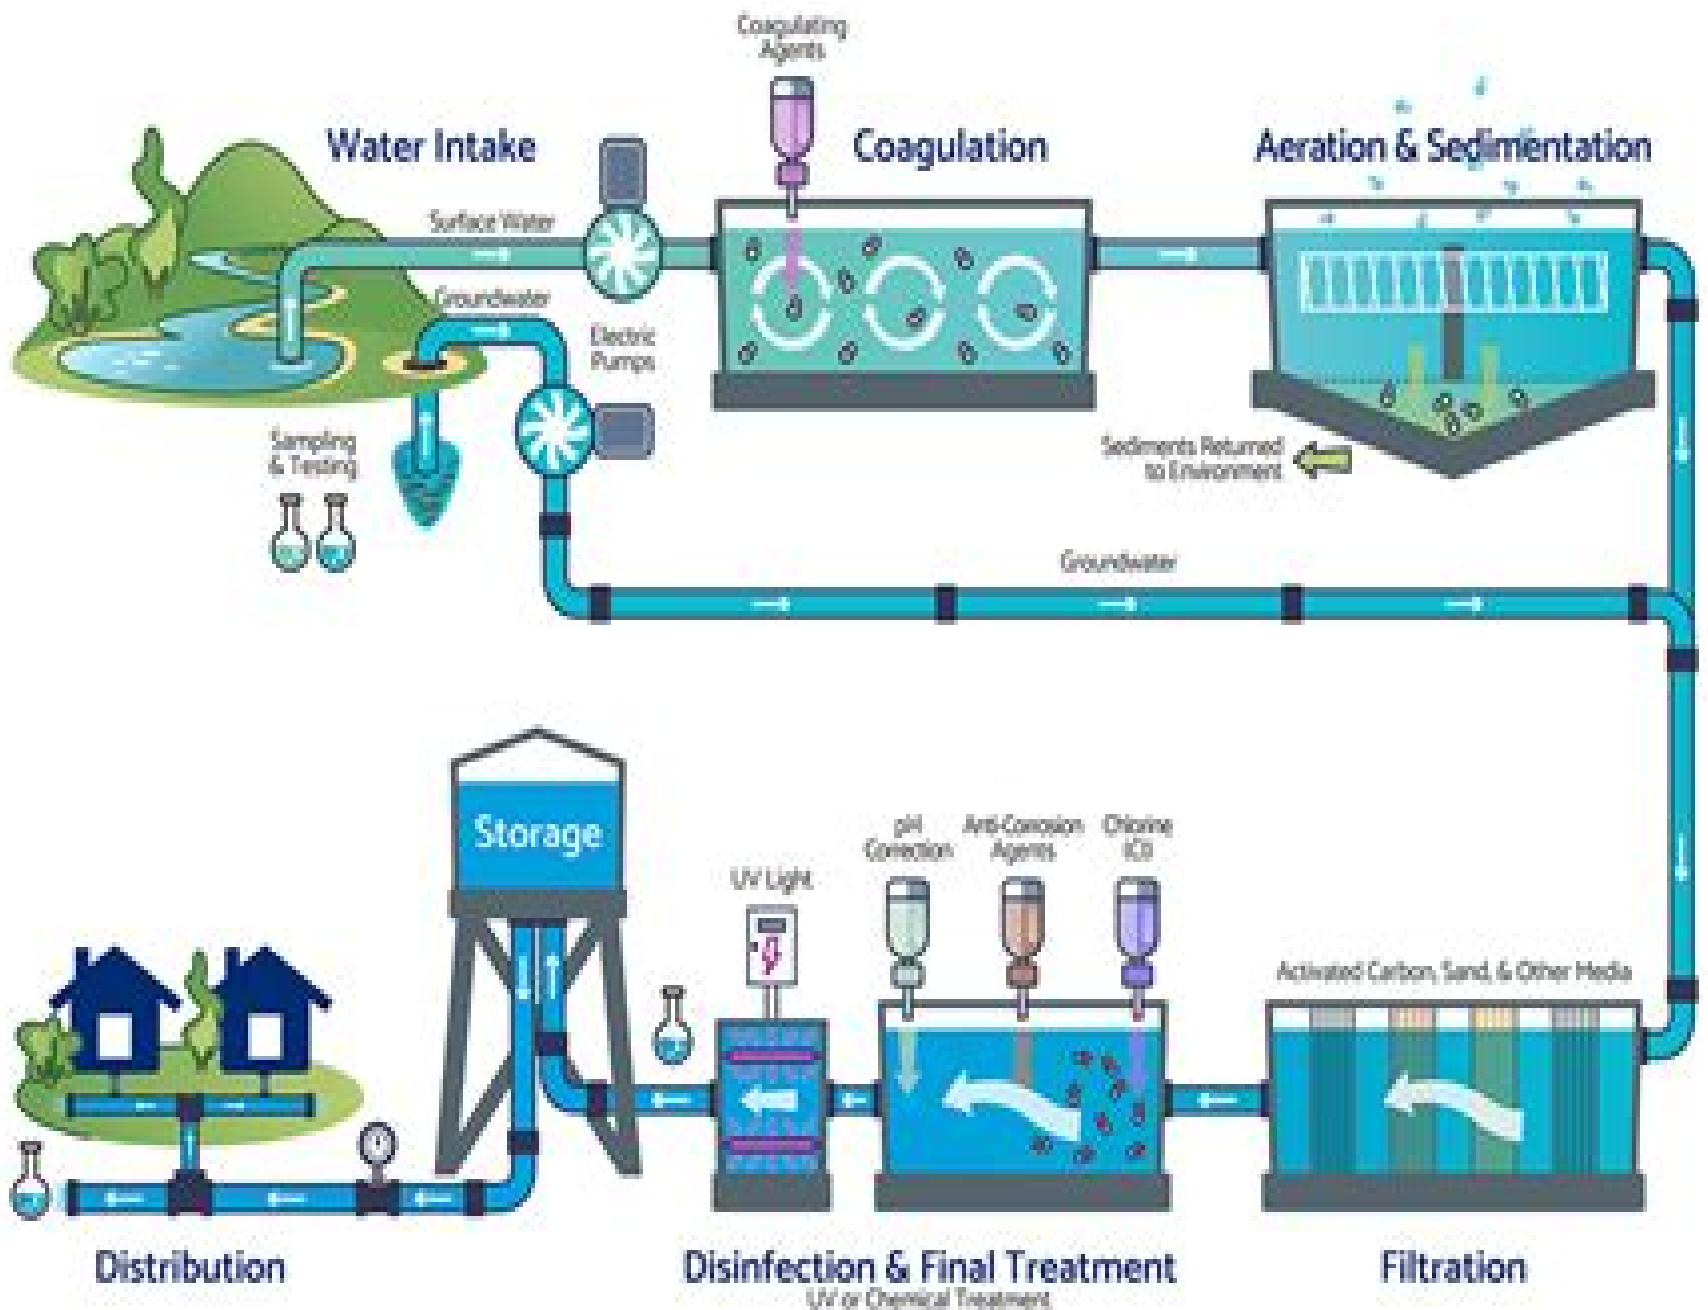 Coagulating
Agents
Water Intake
Coagulation
Aeration & Sedimentation
Surface Water
Groundwater
Electric
Pumps
Sampling
& Testing
Sediments Returned
to Environment
Groundwater
Storage
pH
Correction
Anti-Corrosion
Agents
Chlorine
(Cl)
UV Light
Activated Carbon, Sand, & Other Media
Distribution
Disinfection & Final Treatment
UV or Chemical Treatment
Filtration